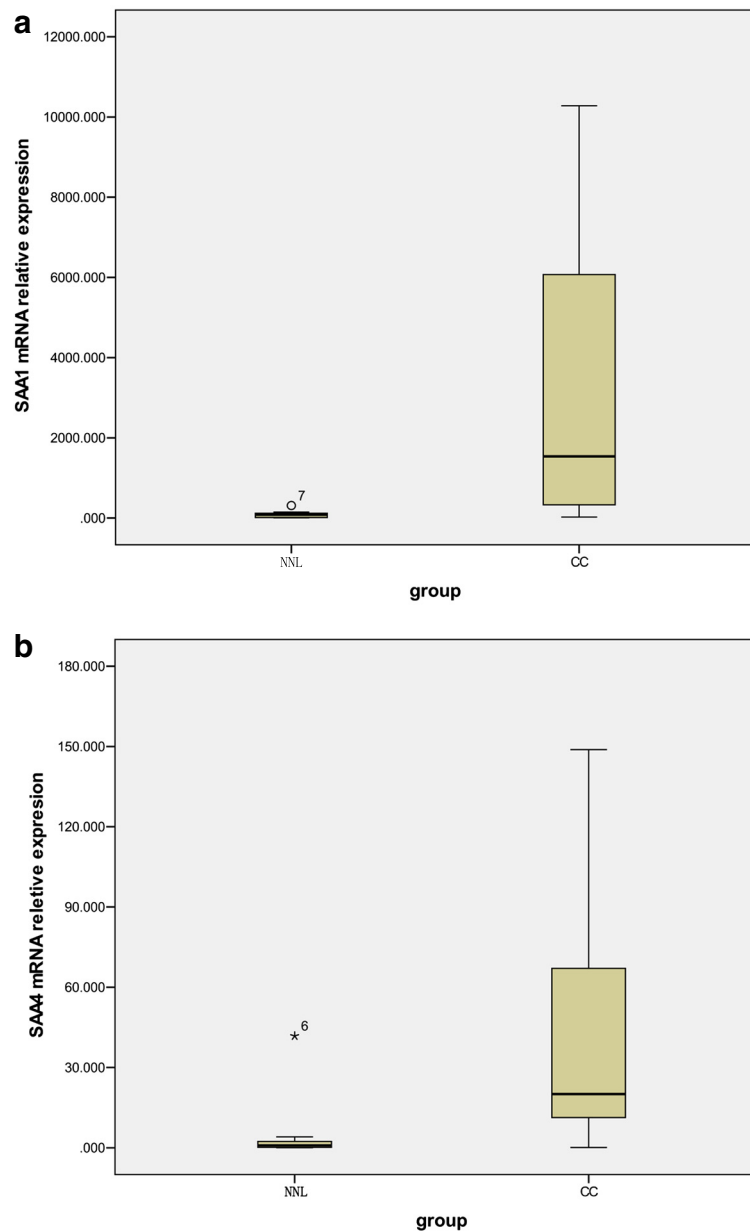 a
SAA1 mRNA relative expression
12000.000
10000.000
8000.000
6000.000
4000.000
2000.000
.000
7
NNL CC
group
b
SAA4 mRNA reletive expresion
180.000
150.000
120.000
90.000
60.000
30.000
.000
6
NNL CC
group